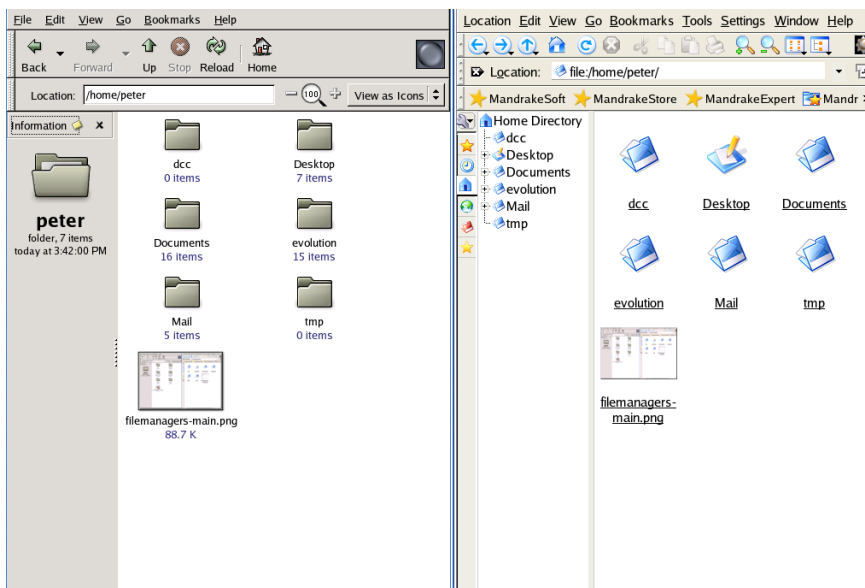 File Edit View Go Bookmarks Help
Back Forward Up Stop Reload Home
Location: /home/peter 100 View as Icons
Information x
peter
folder, 7 items
today at 3:42:00 PM
dcc
0 items
Desktop
7 items
Documents
16 items
evolution
15 items
Mail
5 items
tmp
0 items
filemanagers-main.png
88.7 K
Location Edit View Go Bookmarks Tools Settings Window Help
Location: file:/home/peter/
MandrakeSoft MandrakeStore MandrakeExpert Mandr
Home Directory
dcc
Desktop
Documents
evolution
Mail
tmp
dcc Desktop Documents
evolution Mail tmp
filemanagers-
main.png